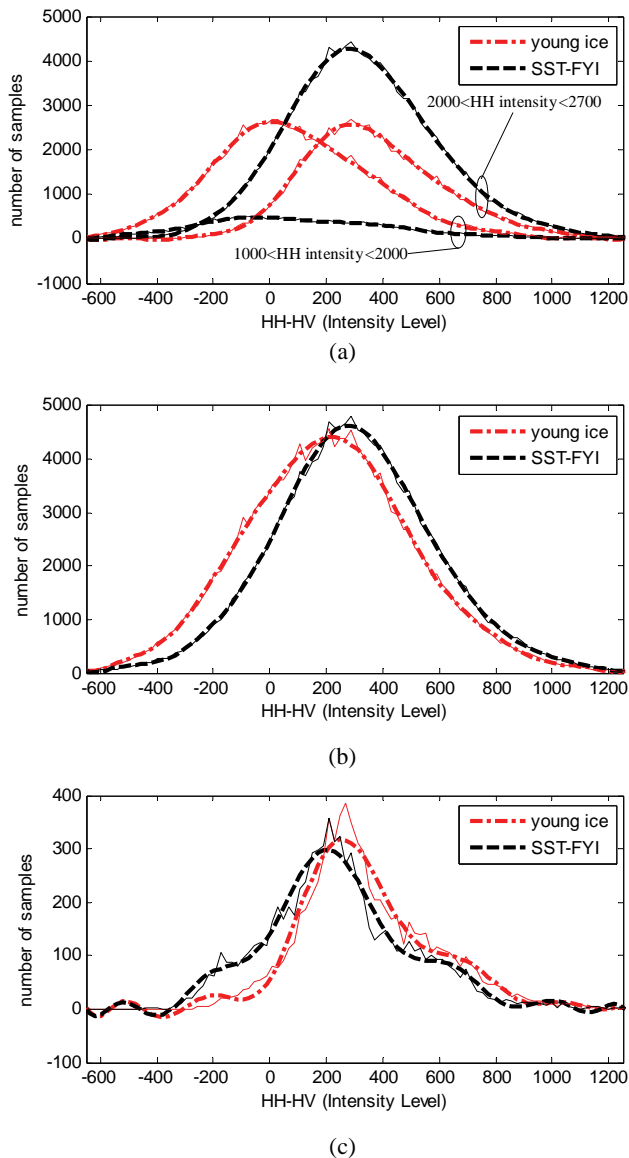 5000
4000
3000
2000
1000
0
-1000
number of samples
young ice
SST-FYI
2000<HH intensity<2700
1000<HH intensity<2000
-600 -400 -200 0 200 400 600 800 1000 1200
HH-HV (Intensity Level)
(a)
5000
4000
3000
2000
1000
0
number of samples
young ice
SST-FYI
-600 -400 -200 0 200 400 600 800 1000 1200
HH-HV (Intensity Level)
(b)
400
300
200
100
0
-100
number of samples
young ice
SST-FYI
-600 -400 -200 0 200 400 600 800 1000 1200
HH-HV (Intensity Level)
(c)